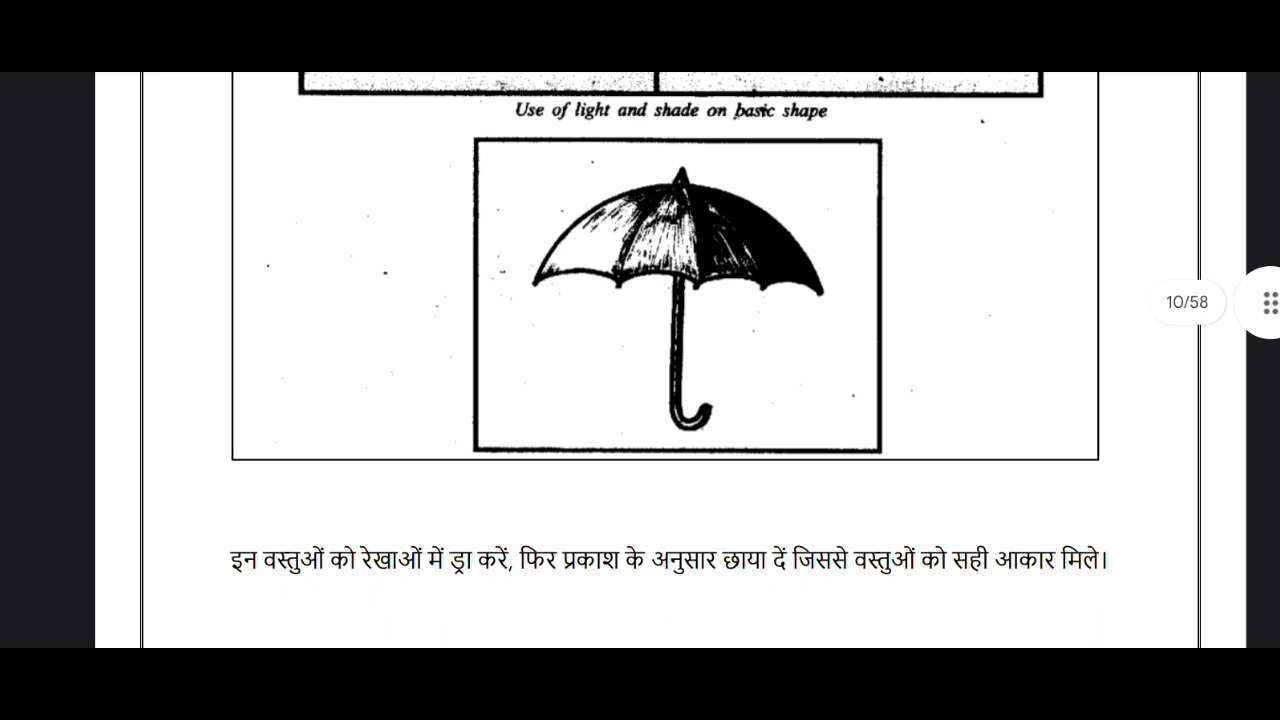 Use of light and shade on basic shape
10/58
इन वस्तुओं को रेखाओं में ड्रा करें, फिर प्रकाश के अनुसार छाया दें जिससे वस्तुओं को सही आकार मिले।